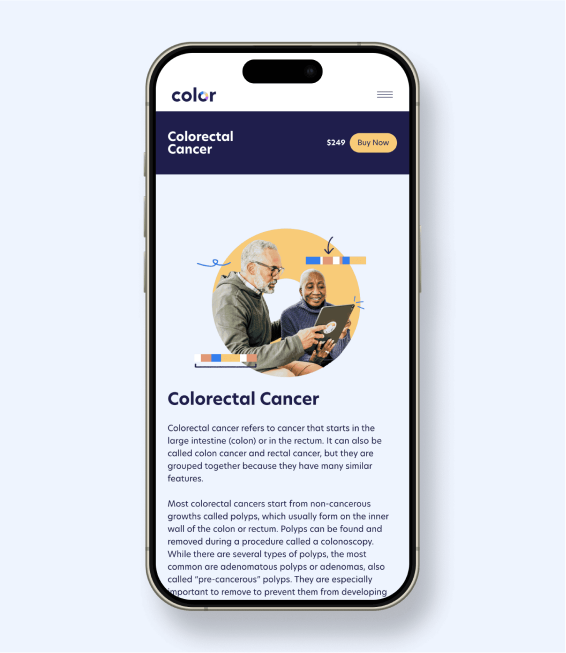 color
Colorectal
Cancer
$249
Buy Now
Colorectal Cancer
Colorectal cancer refers to cancer that starts in the
large intestine (colon) or in the rectum. It can also be
called colon cancer and rectal cancer, but they are
grouped together because they have many similar
features.
Most colorectal cancers start from non-cancerous
growths called polyps, which usually form on the inner
wall of the colon or rectum. Polyps can be found and
removed during a procedure called a colonoscopy.
While there are several types of polyps, the most
common are adenomatous polyps or adenomas, also
called “pre-cancerous” polyps. They are especially
important to remove to prevent them from developing